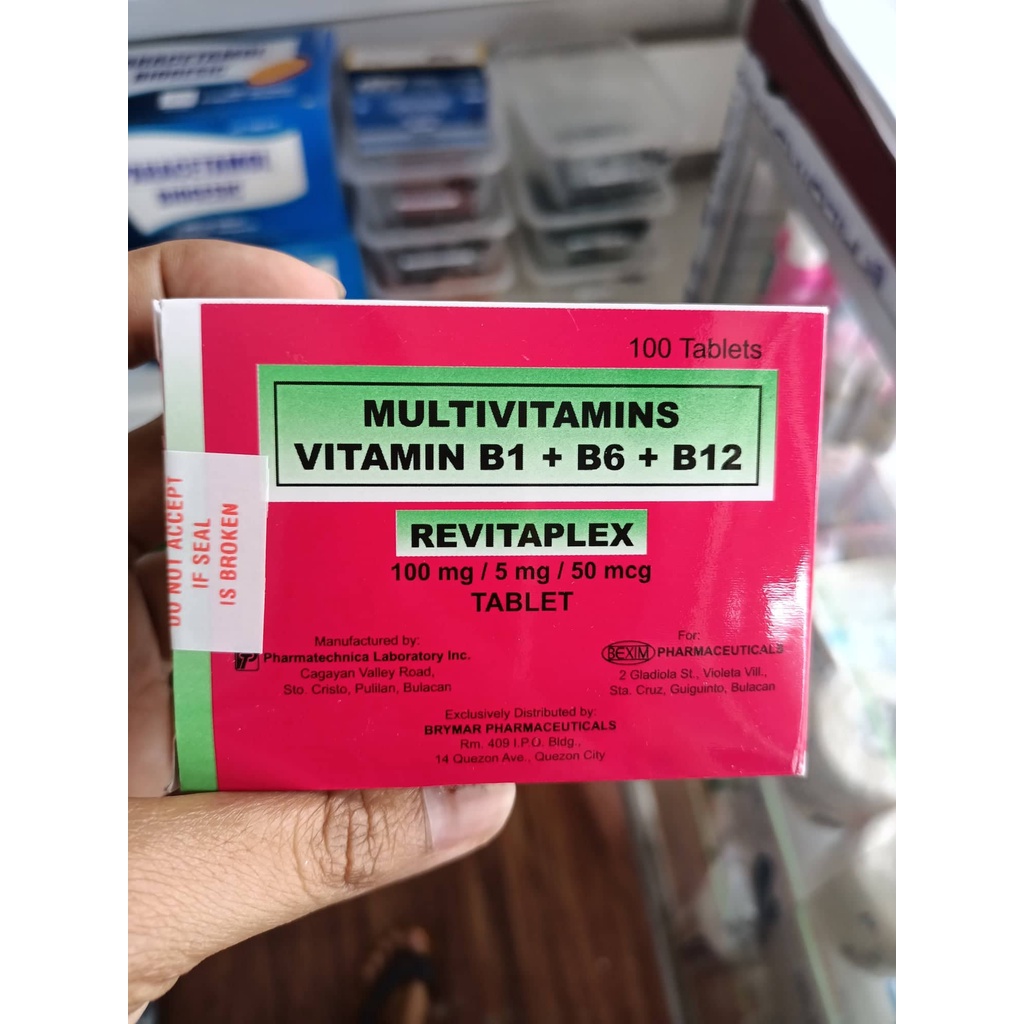 PARACETAMOL
100 Tablets
MULTIVITAMINS
VITAMIN B1 + B6 + B12
REVITAPLEX
100 mg / 5 mg / 50 mcg
TABLET
DO NOT ACCEPT
IF SEAL
IS BROKEN
Manufactured by:
Pharmatechnica Laboratory Inc.
Cagayan Valley Road,
Sto. Cristo, Pulilan, Bulacan
For:
BEXIM PHARMACEUTICALS
2 Gladiola St., Violeta Vill.,
Sta. Cruz, Guiguinto, Bulacan
Exclusively Distributed by:
BRYMAR PHARMACEUTICALS
Rm. 409 I.P.O. Bldg.,
14 Quezon Ave., Quezon City